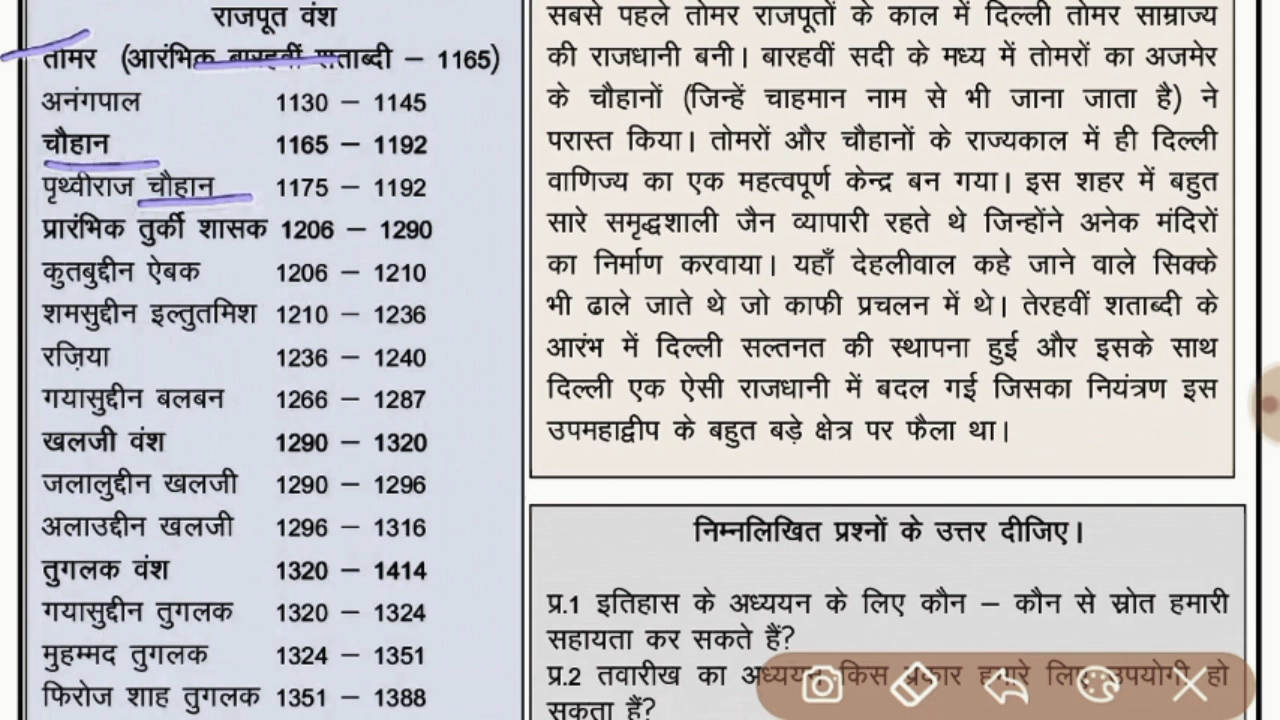 राजपूत वंश
तोमर (आरंभिक बारहवीं शताब्दी – 1165)
अनंगपाल 1130 – 1145
चौहान 1165 – 1192
पृथ्वीराज चौहान 1175 – 1192
प्रारंभिक तुर्की शासक 1206 – 1290
कुतबुद्दीन ऐबक 1206 – 1210
शमसुद्दीन इल्तुतमिश 1210 – 1236
रज़िया 1236 – 1240
गयासुद्दीन बलबन 1266 – 1287
खलजी वंश 1290 – 1320
जलालुद्दीन खलजी 1290 – 1296
अलाउद्दीन खलजी 1296 – 1316
तुगलक वंश 1320 – 1414
गयासुद्दीन तुगलक 1320 – 1324
मुहम्मद तुगलक 1324 – 1351
फिरोज शाह तुगलक 1351 – 1388
सबसे पहले तोमर राजपूतों के काल में दिल्ली तोमर साम्राज्य
की राजधानी बनी। बारहवीं सदी के मध्य में तोमरों का अजमेर
के चौहानों (जिन्हें चाहमान नाम से भी जाना जाता है) ने
परास्त किया। तोमरों और चौहानों के राज्यकाल में ही दिल्ली
वाणिज्य का एक महत्वपूर्ण केन्द्र बन गया। इस शहर में बहुत
सारे समृद्धशाली जैन व्यापारी रहते थे जिन्होंने अनेक मंदिरों
का निर्माण करवाया। यहाँ देहलीवाल कहे जाने वाले सिक्के
भी ढाले जाते थे जो काफी प्रचलन में थे। तेरहवीं शताब्दी के
आरंभ में दिल्ली सल्तनत की स्थापना हुई और इसके साथ
दिल्ली एक ऐसी राजधानी में बदल गई जिसका नियंत्रण इस
उपमहाद्वीप के बहुत बड़े क्षेत्र पर फैला था।
निम्नलिखित प्रश्नों के उत्तर दीजिए।
प्र.1 इतिहास के अध्ययन के लिए कौन – कौन से स्रोत हमारी
सहायता कर सकते हैं?
प्र.2 तवारीख का अध्ययन किस प्रकार हमारे लिए उपयोगी हो
सकता हैं?